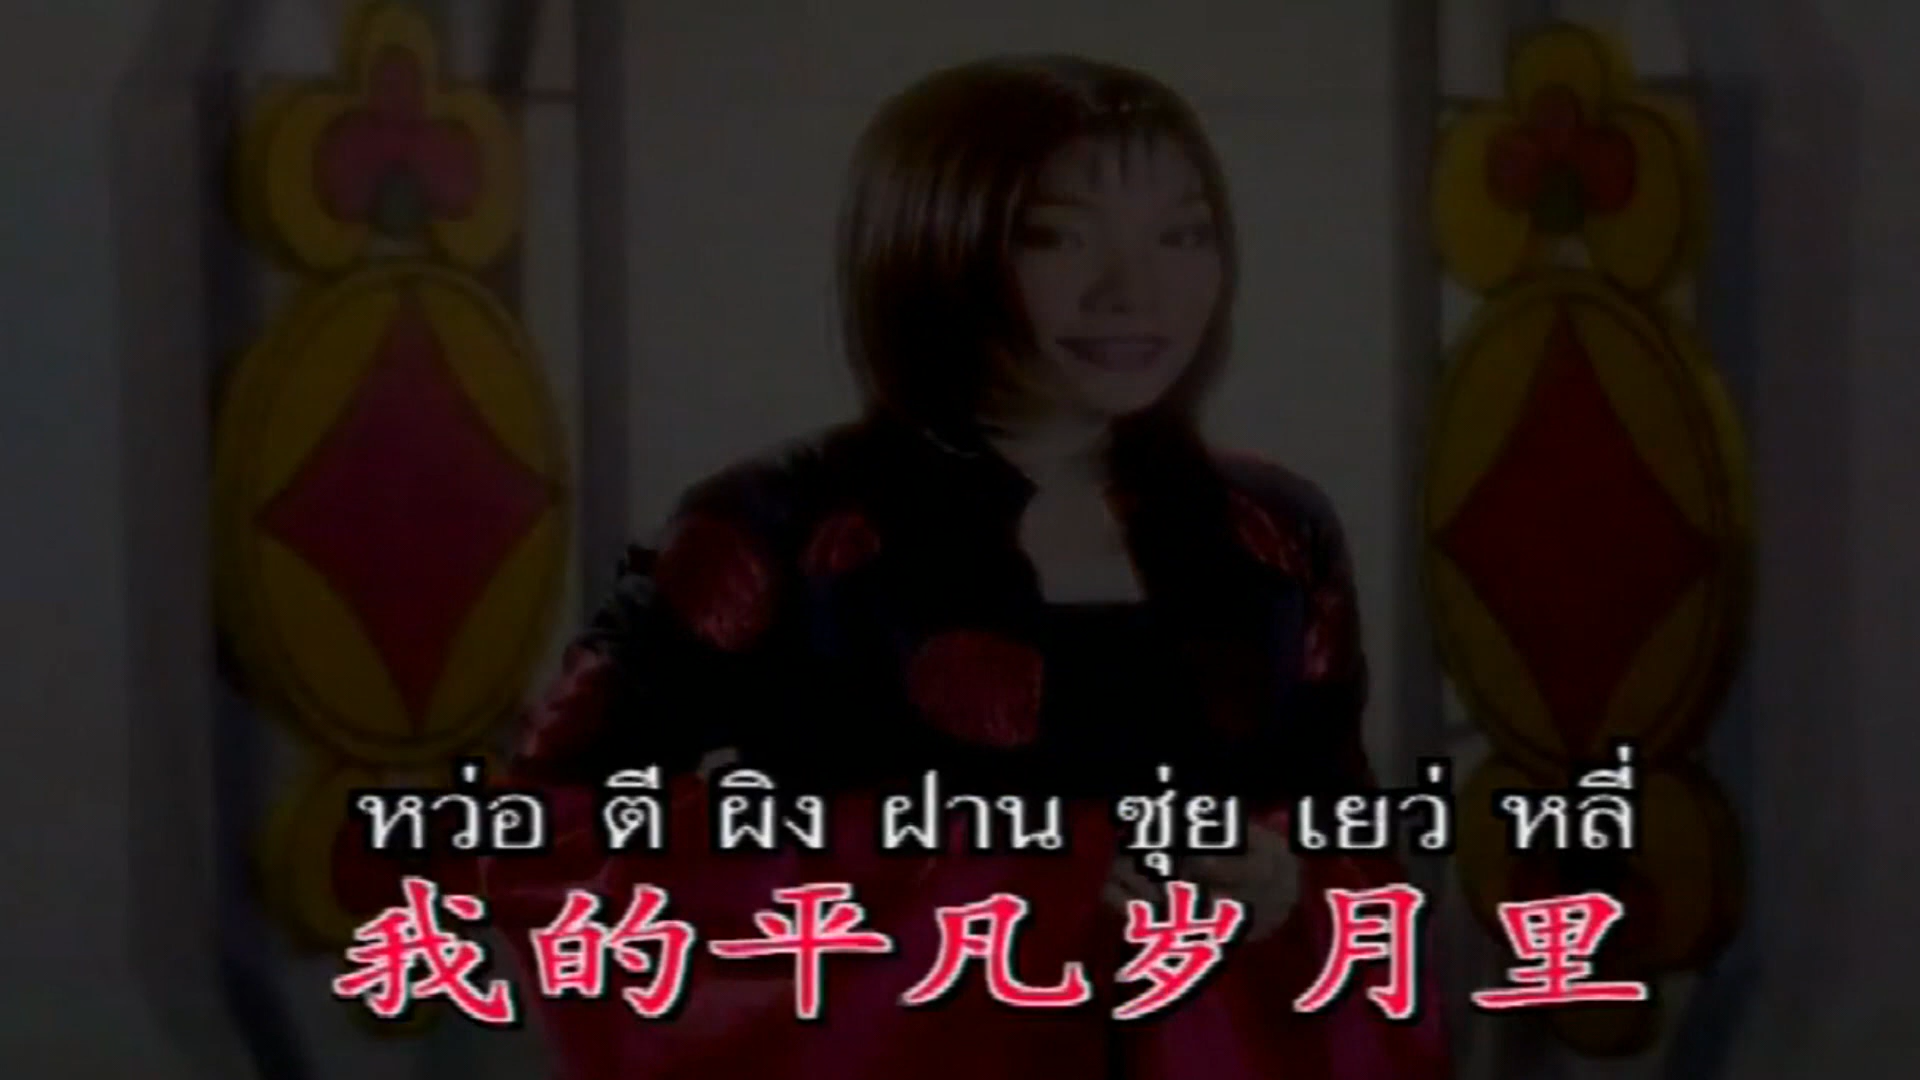 หว่อ ตี ผิง ฝาน ซุ่ย เยว่ หลี่
我的平凡岁月里